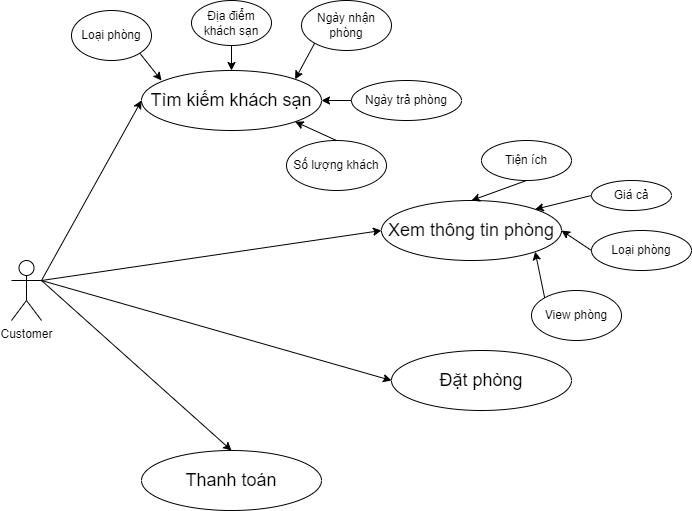 Địa điểm
khách sạn
Ngày nhận
phòng
Loại phòng
Tìm kiếm khách sạn
Ngày trả phòng
Số lượng khách
Tiện ích
Giá cả
Xem thông tin phòng
Loại phòng
View phòng
Customer
Đặt phòng
Thanh toán